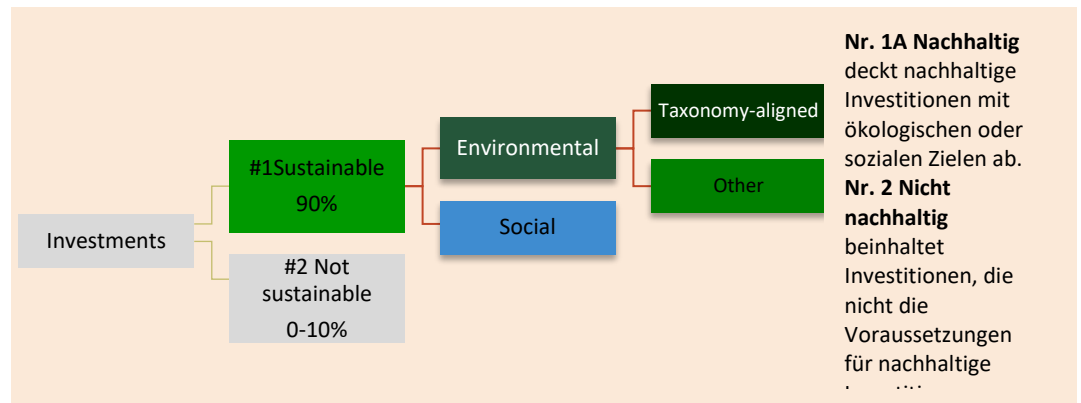 Investments
#1Sustainable
90%
#2 Not
sustainable
0-10%
Environmental
Social
Taxonomy-aligned
Other
Nr. 1A Nachhaltig
deckt nachhaltige
Investitionen mit
ökologischen oder
sozialen Zielen ab.
Nr. 2 Nicht
nachhaltig
beinhaltet
Investitionen, die
nicht die
Voraussetzungen
für nachhaltige